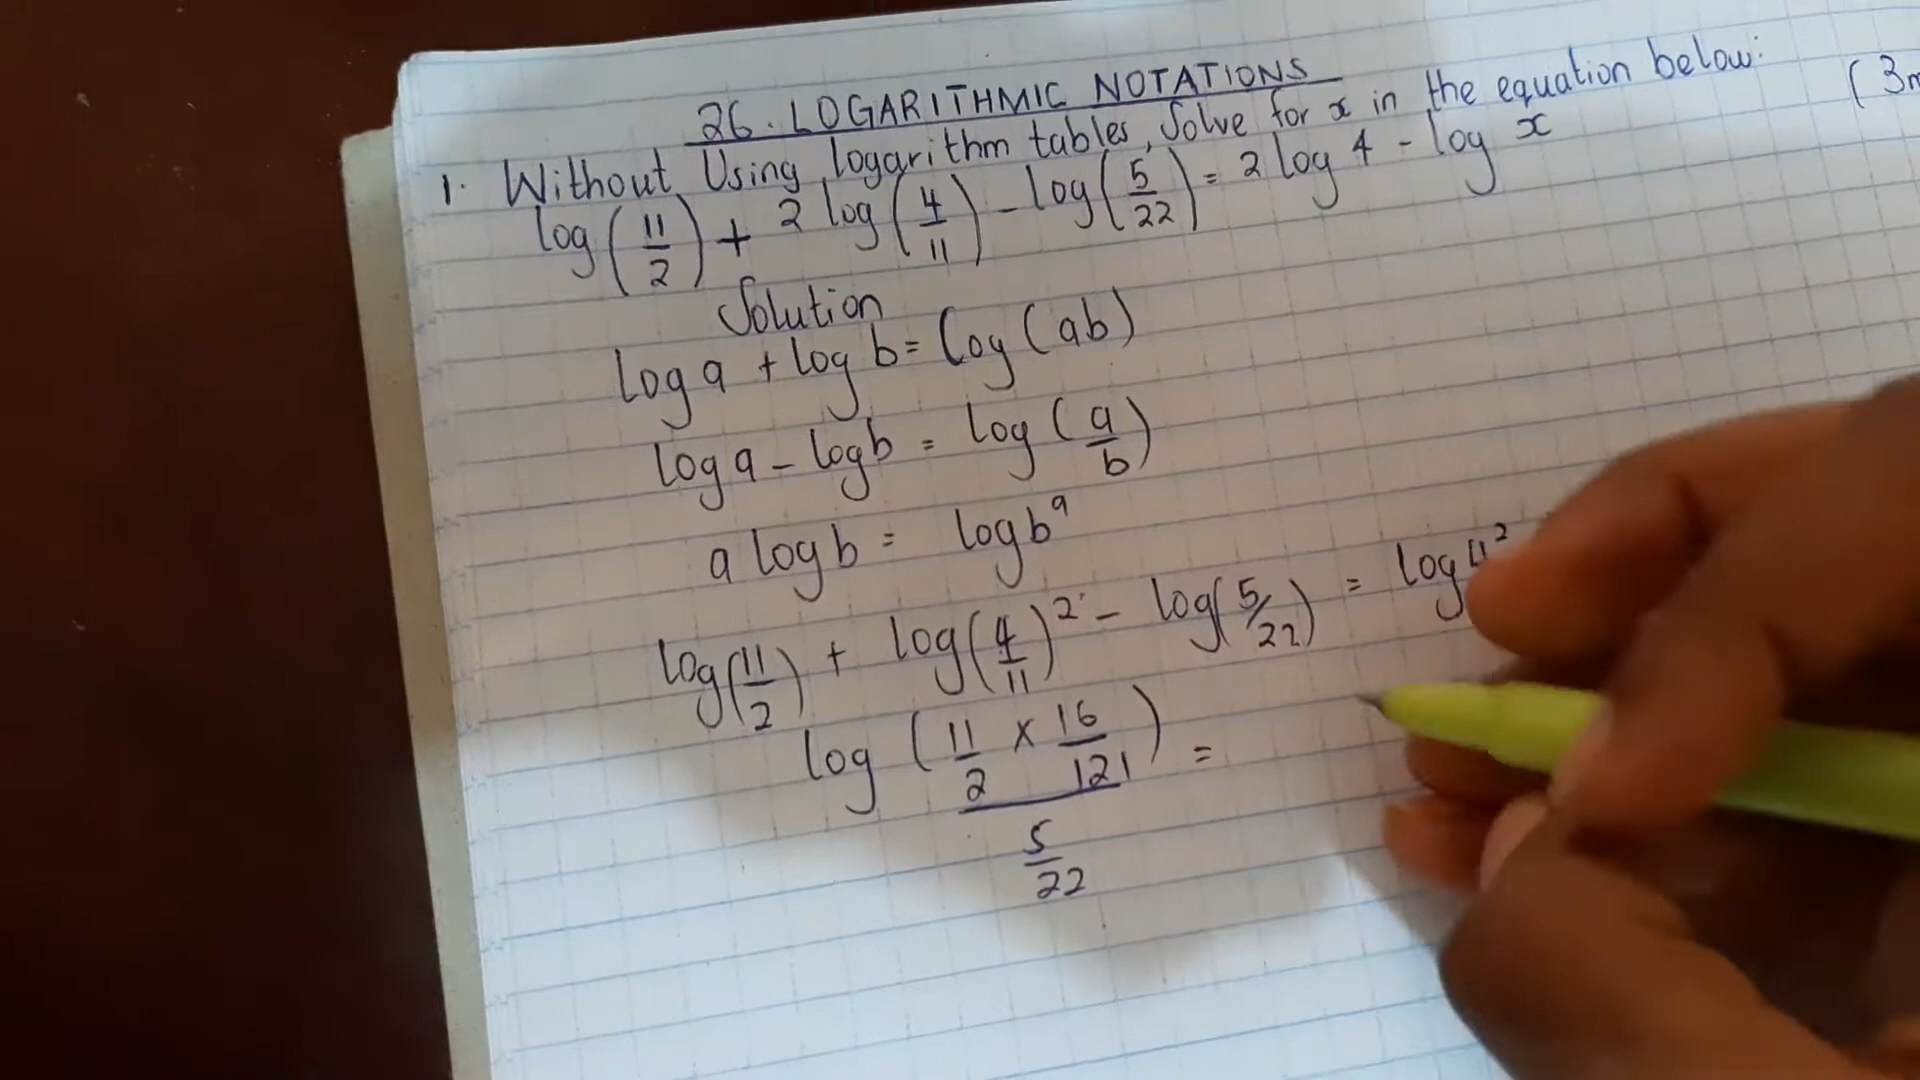 26. LOGARITHMIC NOTATIONS
1. Without Using logarithm tables, Solve for x in the equation below: (3m
log(11/2) + 2 log(4/11) - log(5/22) = 2 log 4 - log x
Solution
log a + log b = log (ab)
log a - log b = log (a/b)
a log b = log b^a
log(11/2) + log(4/11)^2 - log(5/22) = log 4^2
log (11/2 x 16/121) =
5/22